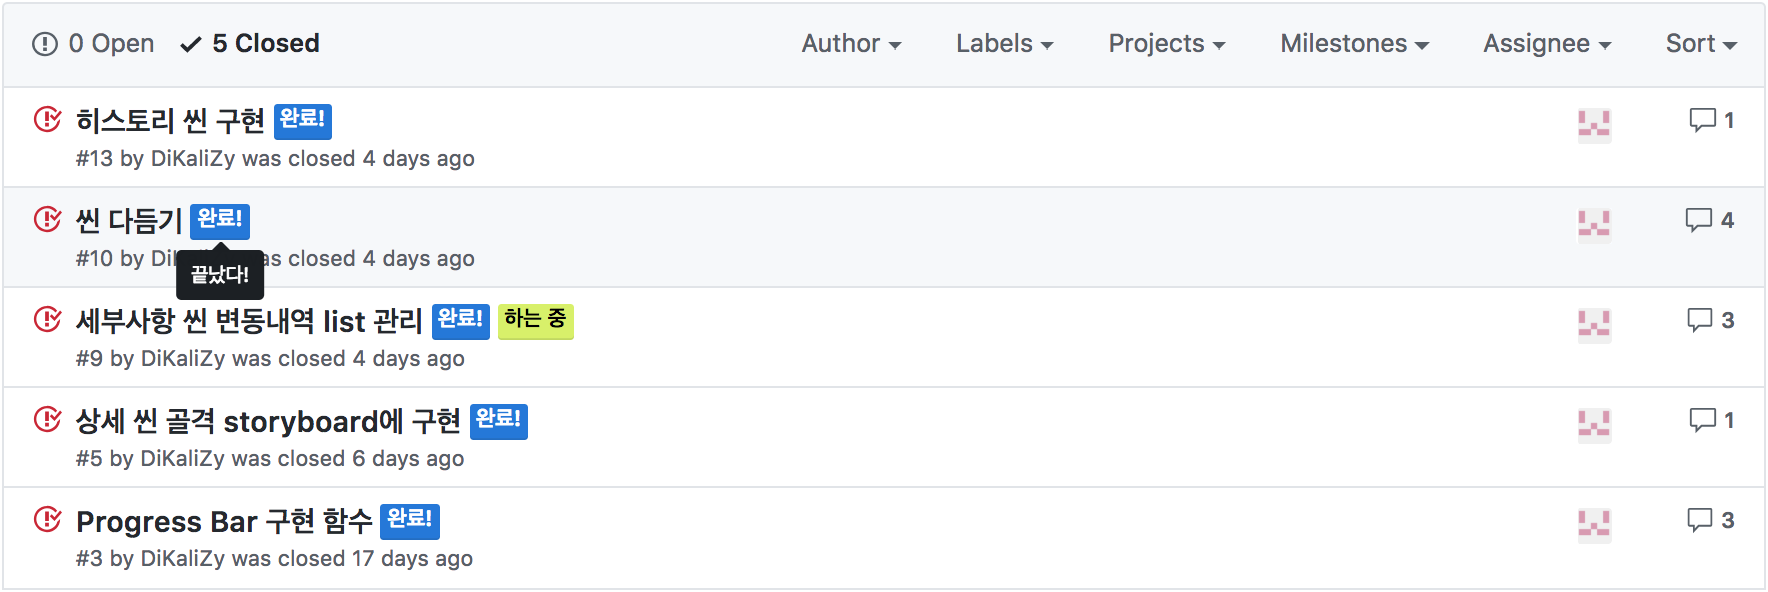 0 Open 5 Closed Author Labels Projects Milestones Assignee Sort
히스토리 씬 구현 완료! 1
#13 by DiKaliZy was closed 4 days ago
씬 다듬기 완료! 4
#10 by Di as closed 4 days ago
끝났다!
세부사항 씬 변동내역 list 관리 완료! 하는 중 3
#9 by DiKaliZy was closed 4 days ago
상세 씬 골격 storyboard에 구현 완료! 1
#5 by DiKaliZy was closed 6 days ago
Progress Bar 구현 함수 완료! 3
#3 by DiKaliZy was closed 17 days ago